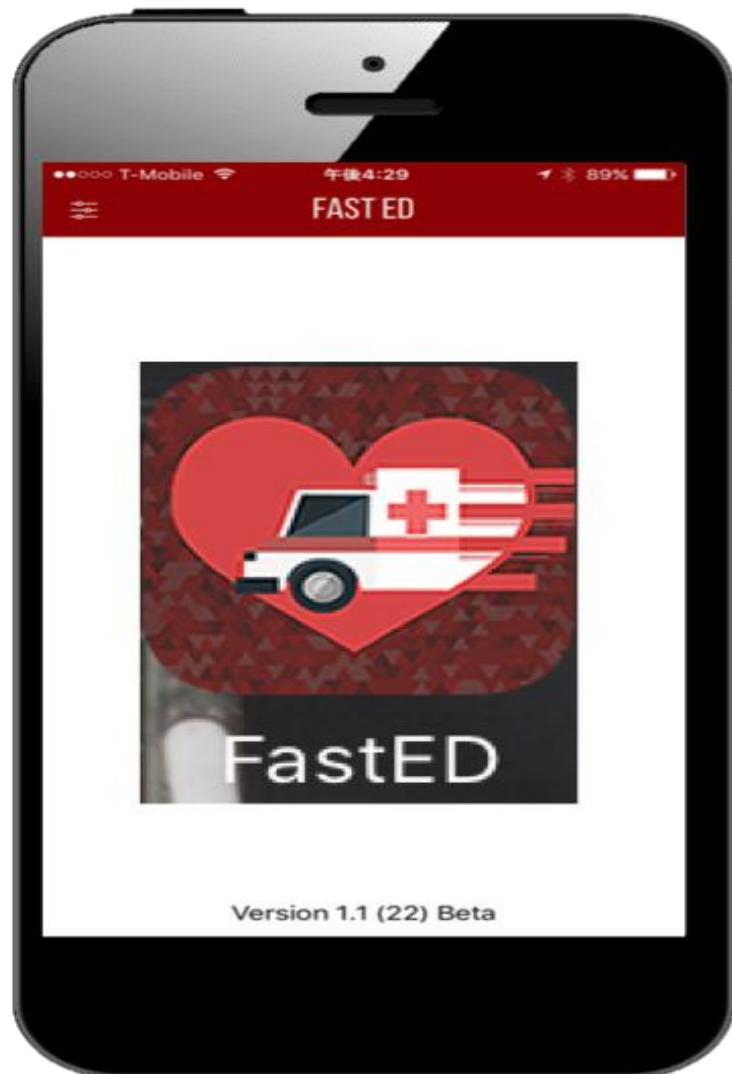 ●●○○○ T-Mobile 午後4:29 89%
FAST ED
FastED
Version 1.1 (22) Beta